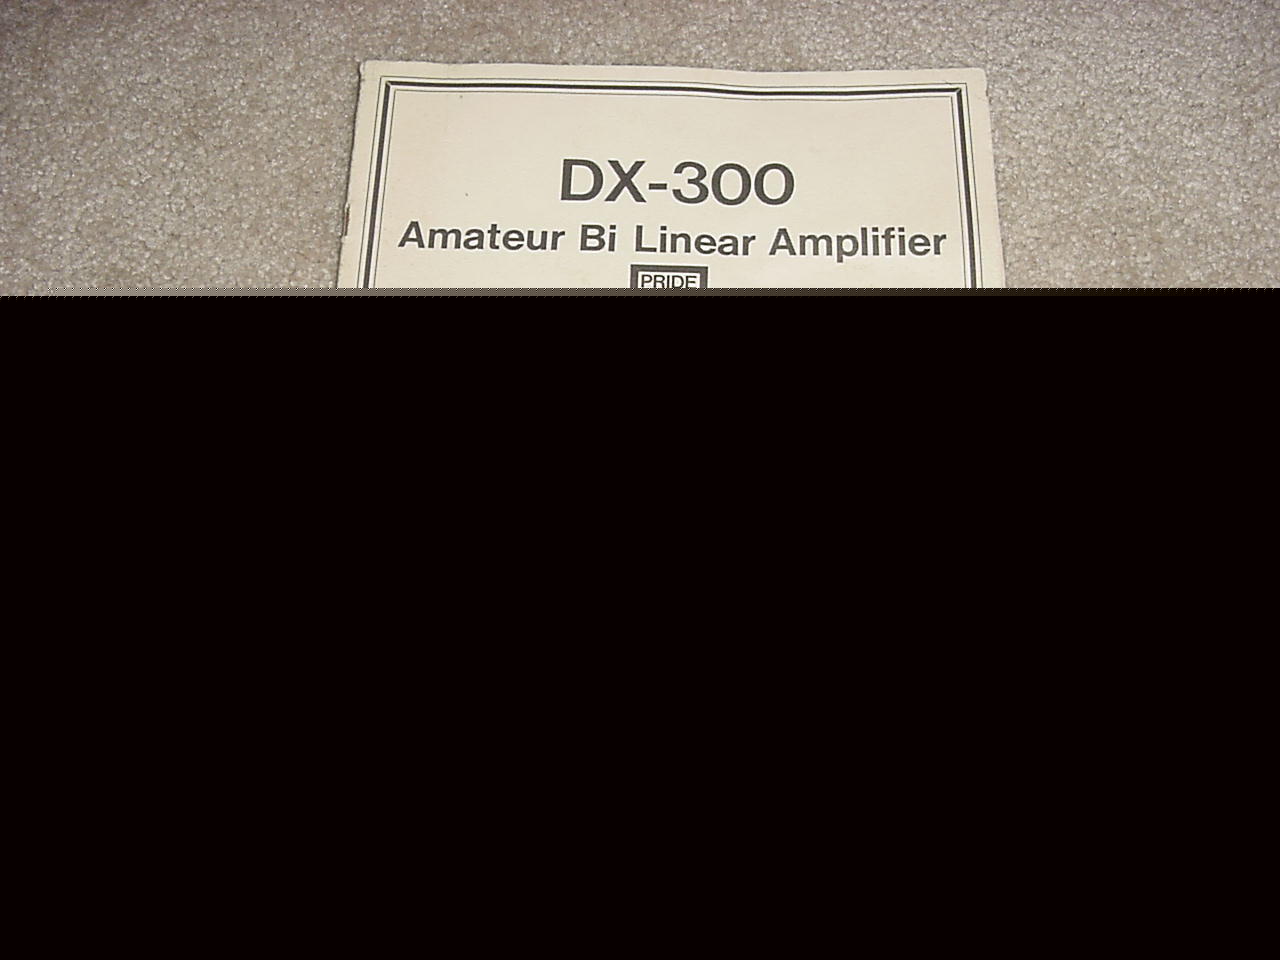 DX-300
Amateur Bi Linear Amplifier
PRIDE